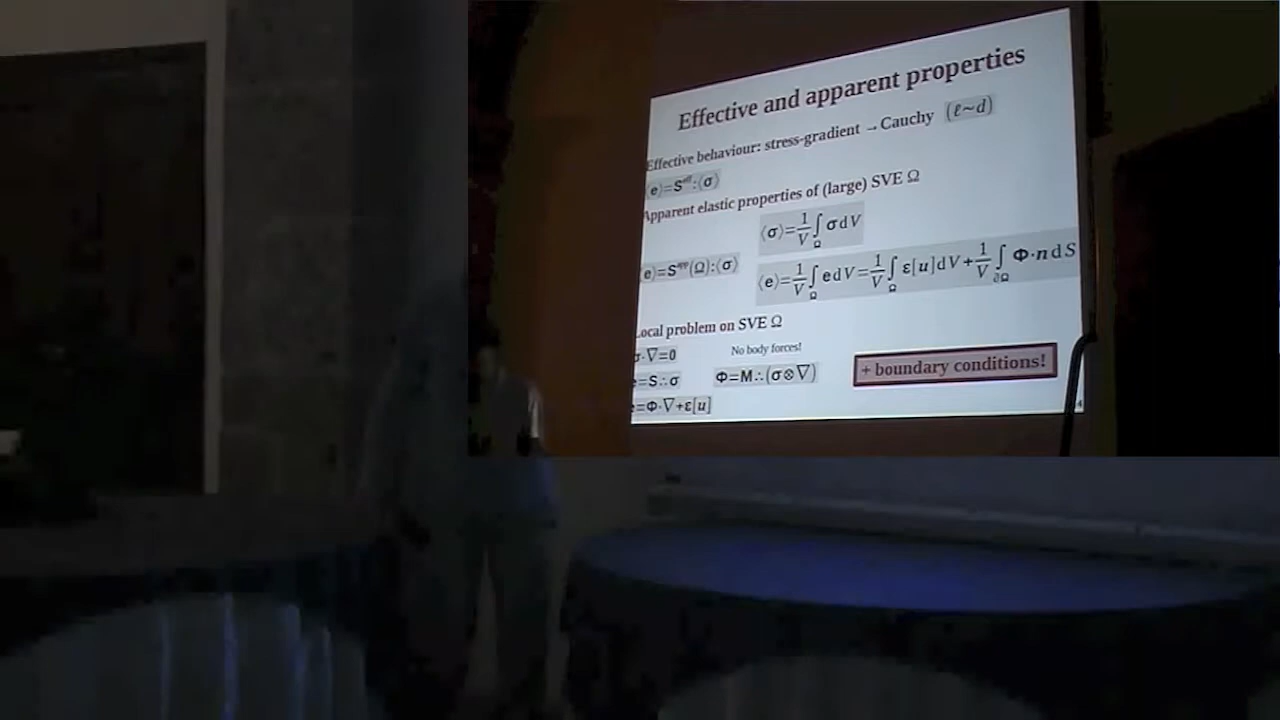 Effective and apparent properties
Effective behaviour: stress-gradient → Cauchy (ℓ~d)
⟨e⟩=S^eff:⟨σ⟩
Apparent elastic properties of (large) SVE Ω
⟨σ⟩=1/V ∫_Ω σ dV
⟨e⟩=S^app(Ω):⟨σ⟩
⟨e⟩=1/V ∫_Ω e dV=1/V ∫_Ω ε[u]dV+1/V ∫_∂Ω Φ·n dS
Local problem on SVE Ω
σ·∇=0
No body forces!
e=S∴σ
Φ=M∴(σ⊗∇)
+ boundary conditions!
e=Φ·∇+ε[u]
4